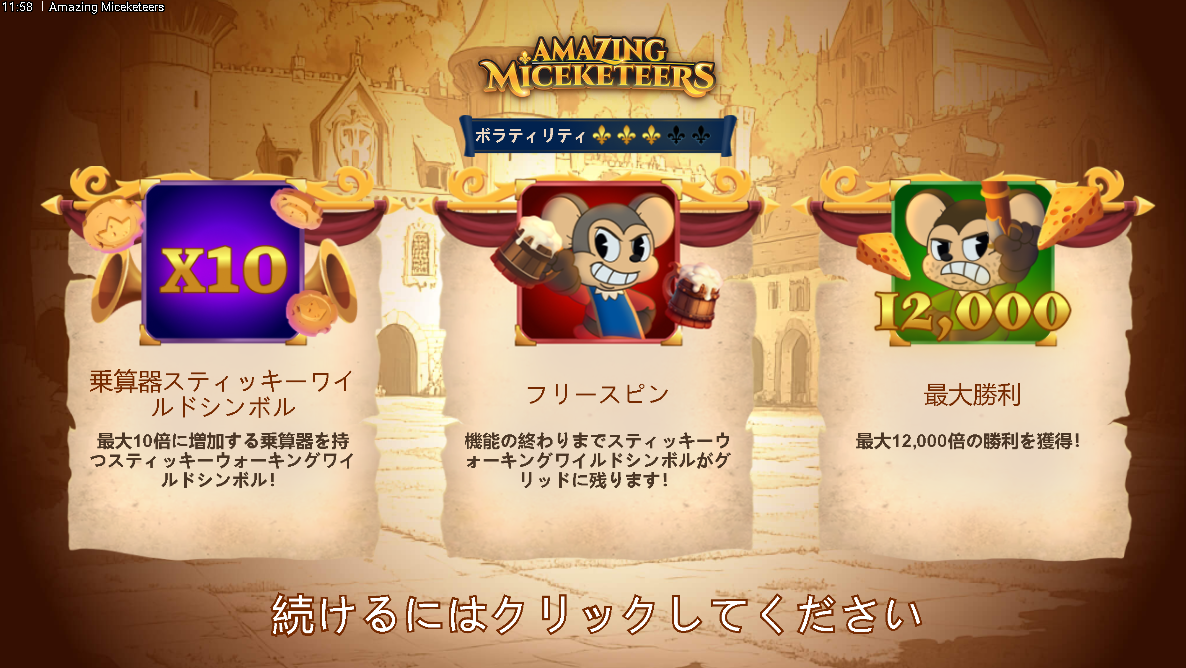 11:58 | Amazing Miceketeers
AMAZING
MICEKETEERS
ボラティリティ
X10
12,000
乗算器スティッキーワイ
ルドシンボル
最大10倍に増加する乗算器を持
つスティッキーウォーキングワイ
ルドシンボル!
フリースピン
機能の終わりまでスティッキーウ
ォーキングワイルドシンボルがグ
リッドに残ります!
最大勝利
最大12,000倍の勝利を獲得!
続けるにはクリックしてください